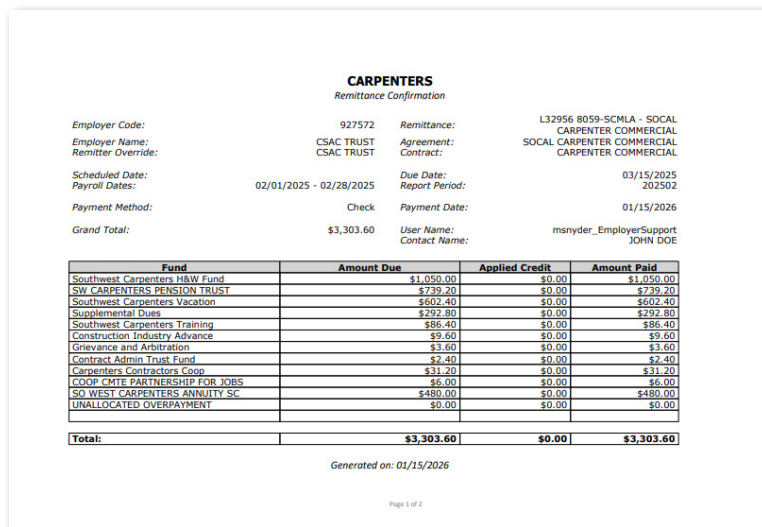 CARPENTERS
Remittance Confirmation
Employer Code: 927572 Remittance: L32956 8059-SCMLA - SOCAL
CARPENTER COMMERCIAL
Employer Name: CSAC TRUST Agreement: SOCAL CARPENTER COMMERCIAL
Remitter Override: CSAC TRUST Contract: CARPENTER COMMERCIAL
Scheduled Date: Due Date: 03/15/2025
Payroll Dates: 02/01/2025 - 02/28/2025 Report Period: 202502
Payment Method: Check Payment Date: 01/15/2026
Grand Total: $3,303.60 User Name: msnyder_EmployerSupport
Contact Name: JOHN DOE
Fund Amount Due Applied Credit Amount Paid
Southwest Carpenters H&W Fund $1,050.00 $0.00 $1,050.00
SW CARPENTERS PENSION TRUST $739.20 $0.00 $739.20
Southwest Carpenters Vacation $602.40 $0.00 $602.40
Supplemental Dues $292.80 $0.00 $292.80
Southwest Carpenters Training $86.40 $0.00 $86.40
Construction Industry Advance $9.60 $0.00 $9.60
Grievance and Arbitration $3.60 $0.00 $3.60
Contract Admin Trust Fund $2.40 $0.00 $2.40
Carpenters Contractors Coop $31.20 $0.00 $31.20
COOP CMTE PARTNERSHIP FOR JOBS $6.00 $0.00 $6.00
SO WEST CARPENTERS ANNUITY SC $480.00 $0.00 $480.00
UNALLOCATED OVERPAYMENT $0.00 $0.00 $0.00
Total: $3,303.60 $0.00 $3,303.60
Generated on: 01/15/2026
Page 1 of 2